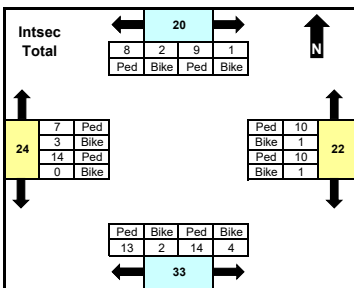 Intsec
Total
20
N
8 2 9 1
Ped Bike Ped Bike
24
7 Ped
3 Bike
14 Ped
0 Bike
Ped 10
Bike 1
Ped 10
Bike 1
22
Ped Bike Ped Bike
13 2 14 4
33